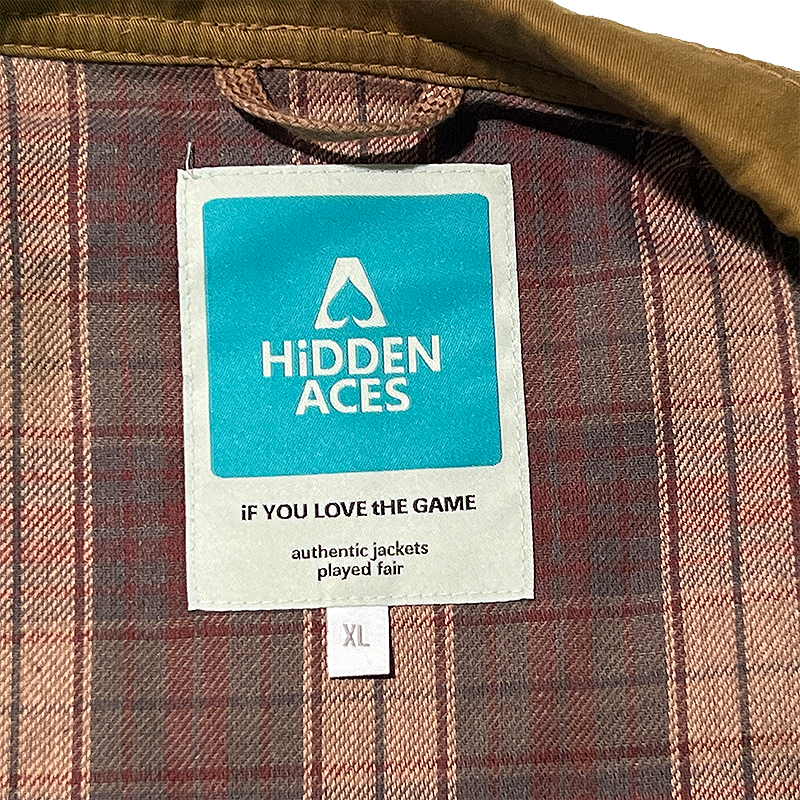 HiDDEN
ACES
iF YOU LOVE tHE GAME
authentic jackets
played fair
XL